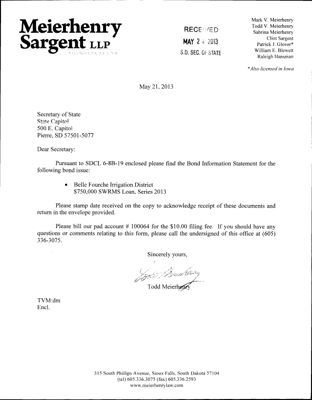 Meierhenry
Sargent LLP
Mark V. Meierhenry
Todd V. Meierhenry
Sabrina Meierhenry
Clint Sargent
Patrick J. Glover*
William E. Blewett
Raleigh Hansman
*Also licensed in Iowa
RECEIVED
MAY 2 2013
S.D. SEC. OF STATE
May 21, 2013
Secretary of State
State Capitol
500 E. Capitol
Pierre, SD 57501-5077
Dear Secretary:
Pursuant to SDCL 6-8B-19 enclosed please find the Bond Information Statement for the
following bond issue:
• Belle Fourche Irrigation District
$750,000 SWRMS Loan, Series 2013
Please stamp date received on the copy to acknowledge receipt of these documents and
return in the envelope provided.
Please bill our pad account # 100064 for the $10.00 filing fee. If you should have any
questions or comments relating to this form, please call the undersigned of this office at (605)
336-3075.
Sincerely yours,
Todd Meierhenry
TVM:dm
Encl.
315 South Phillips Avenue, Sioux Falls, South Dakota 57104
(tel) 605.336.3075 (fax) 605.336.2593
www.meierhenrylaw.com